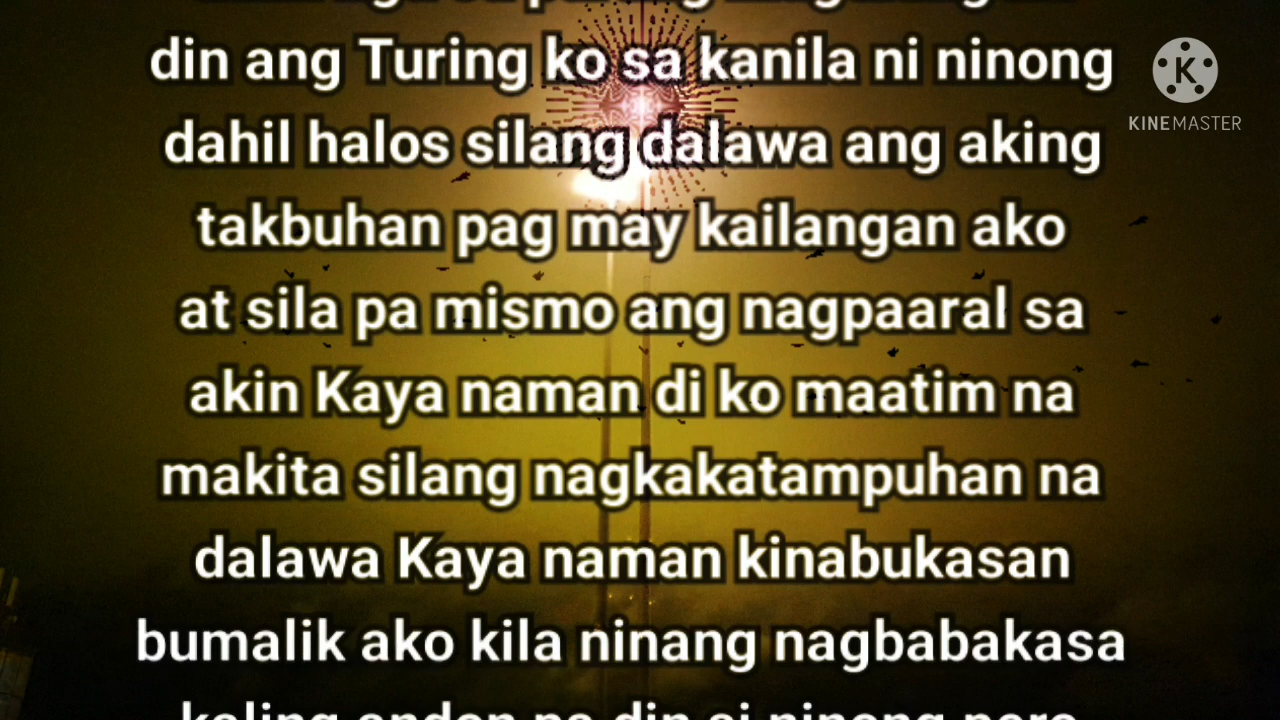 din ang Turing ko sa kanila ni ninong
dahil halos silang dalawa ang aking
takbuhan pag may kailangan ako
at sila pa mismo ang nagpaaral sa
akin Kaya naman di ko maatim na
makita silang nagkakatampuhan na
dalawa Kaya naman kinabukasan
bumalik ako kila ninang nagbabakasa
K
KINEMASTER